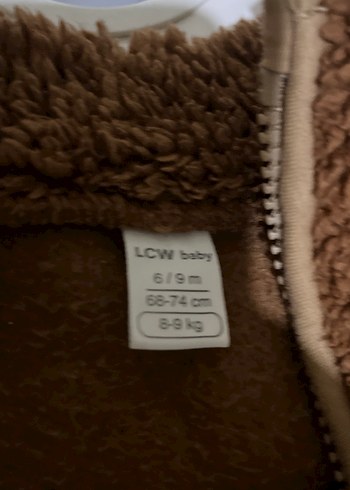 LCW baby
6 / 9 m
68-74 cm
8-9 kg